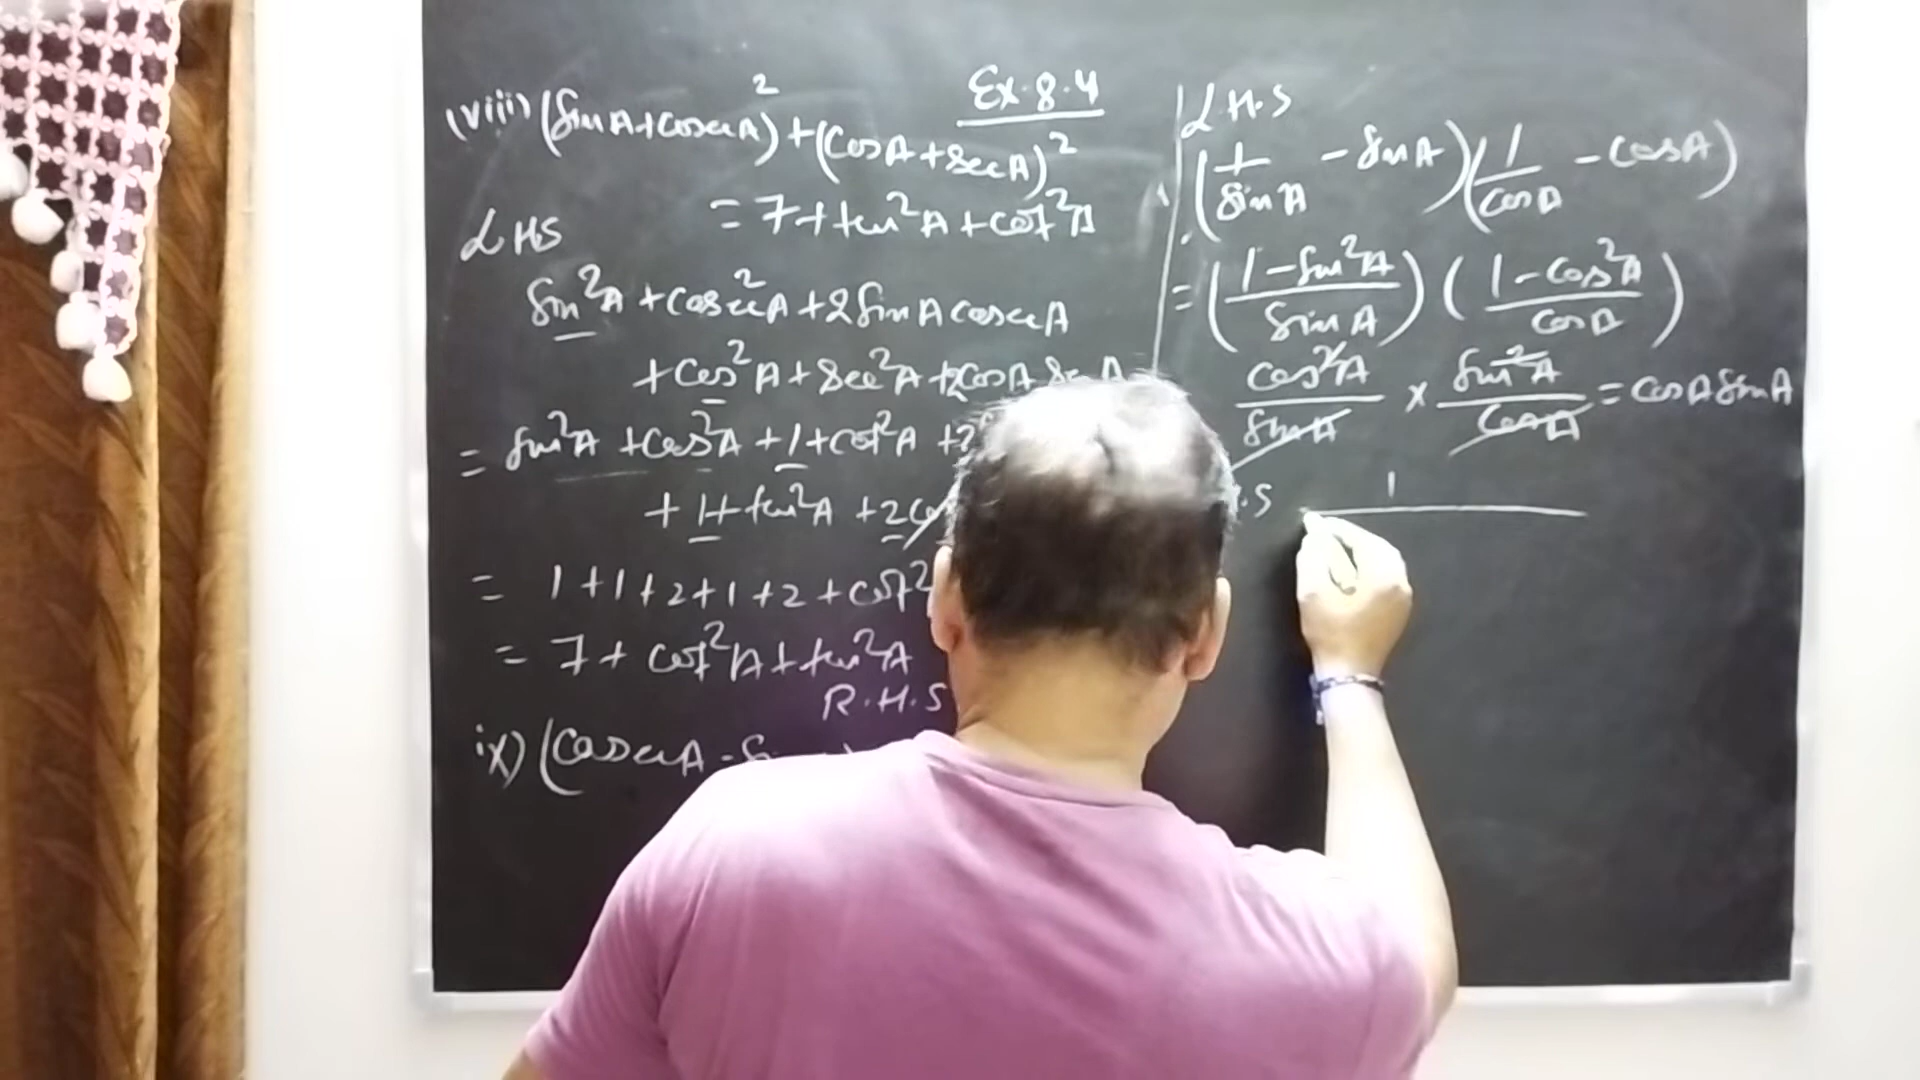 Ex. 8.4
(viii) (SinA+CosecA)² + (CosA + SecA)²
= 7 + tan²A + cot²A
LHS
Sin²A + Cosec²A + 2 SinA CosecA
+ Cos²A + Sec²A + 2 CosA Sec A
= Sin²A + Cos²A + 1 + cot²A + 2
+ 1 + tan²A + 2
= 1 + 1 + 2 + 1 + 2 + cot²
= 7 + cot²A + tan²A
R.H.S
ix) (CosecA -
L.H.S
(1/SinA - SinA) (1/CosA - CosA)
= (1 - Sin²A / SinA) (1 - Cos²A / CosA)
Cos²A / SinA × Sin²A / CosA = CosA SinA
.S 1